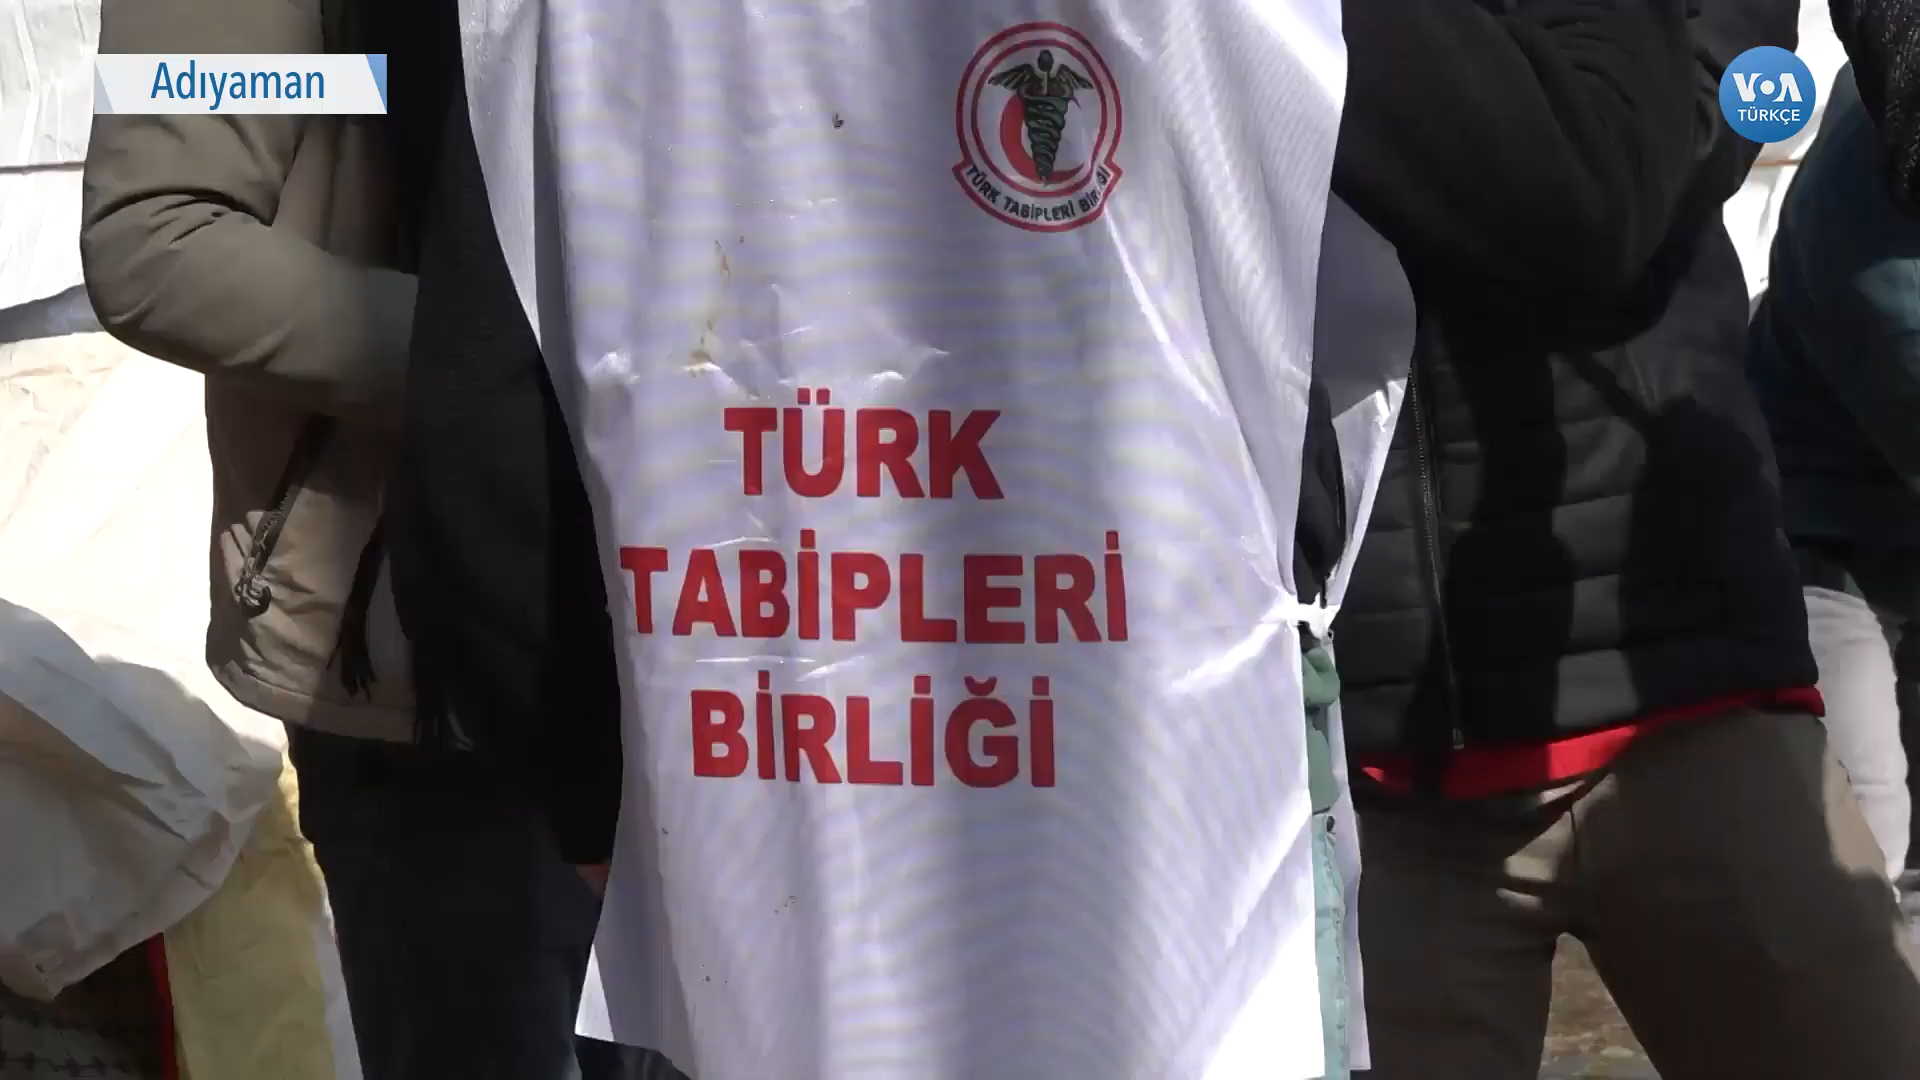 Adıyaman
VOA
TÜRKÇE
TÜRK TABİPLERİ BİRLİĞİ
TÜRK
TABİPLERİ
BİRLİĞİ